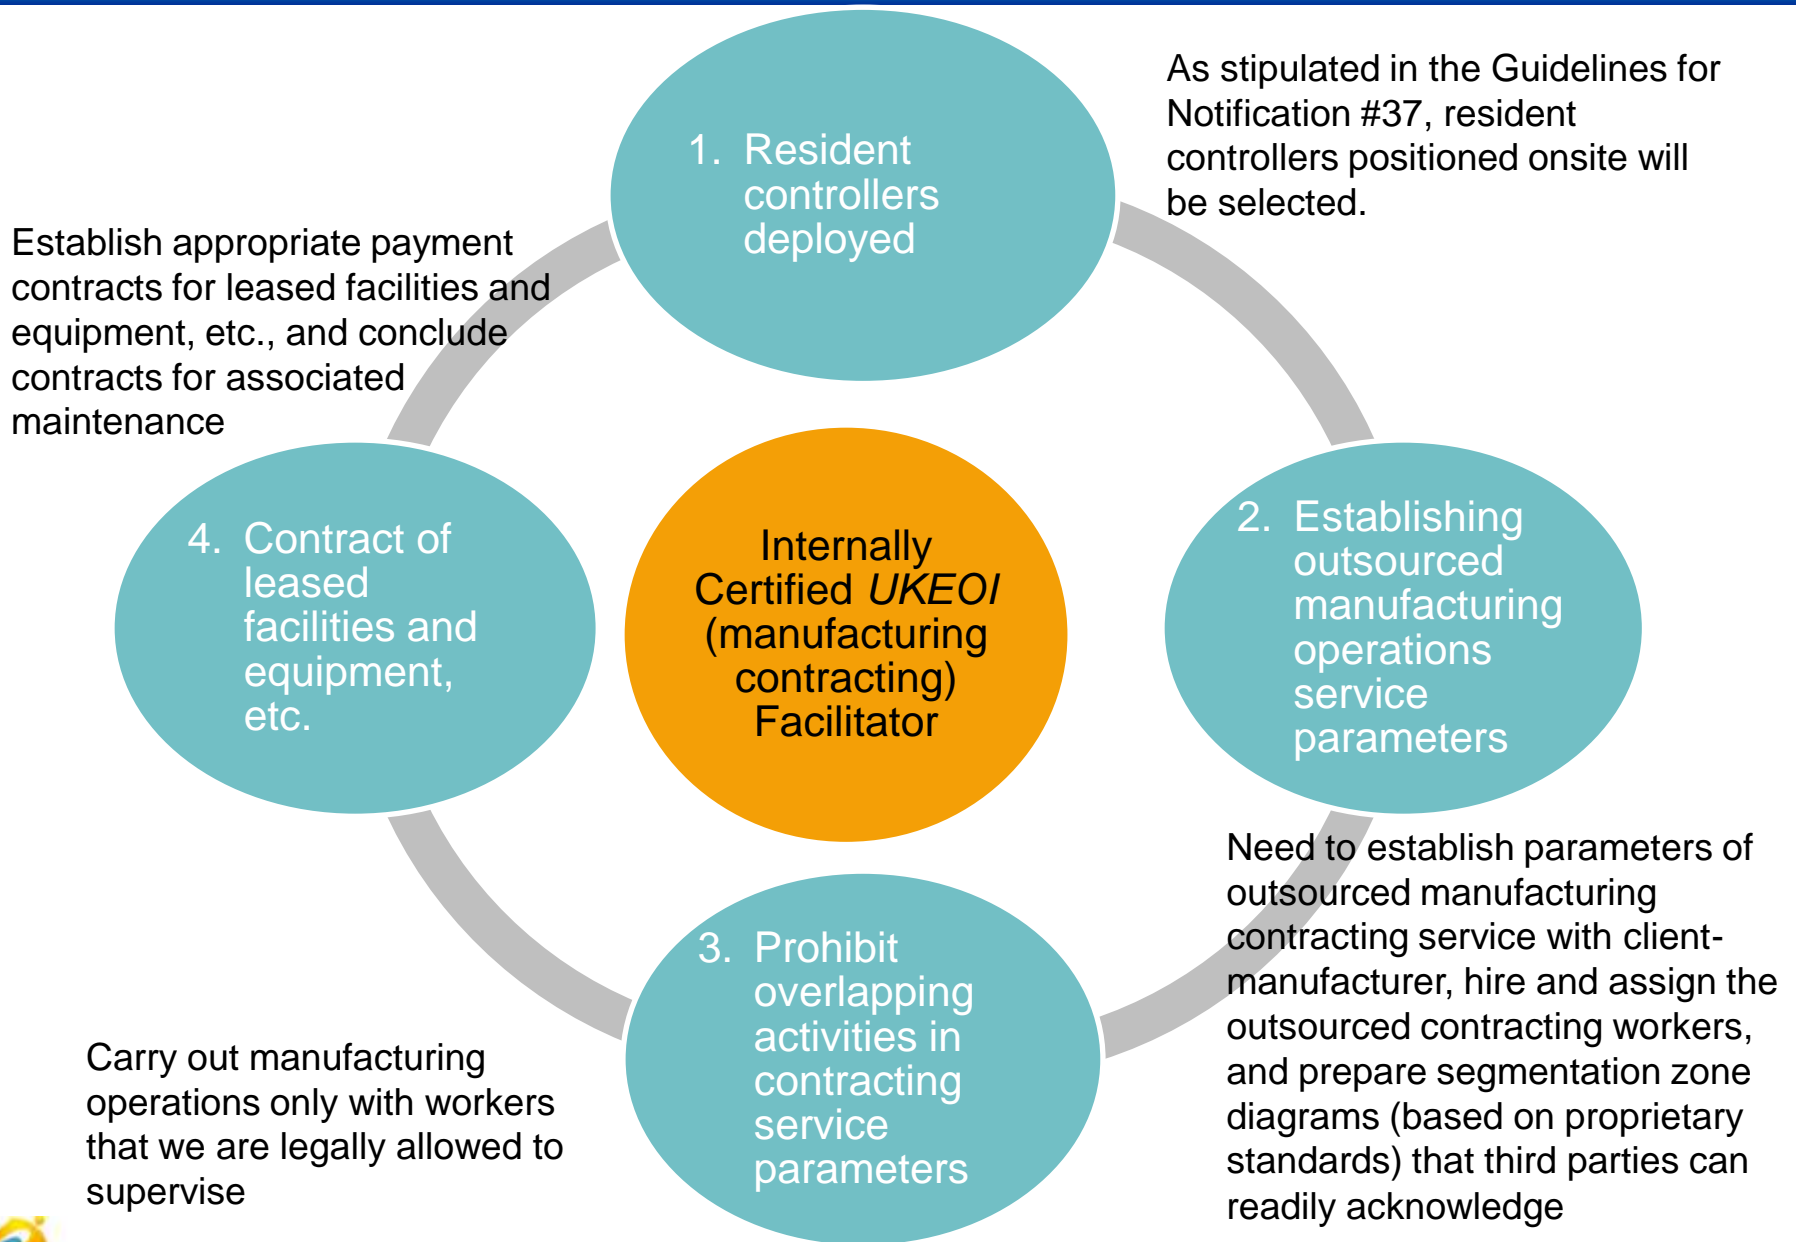 1. Resident
controllers
deployed
As stipulated in the Guidelines for
Notification #37, resident
controllers positioned onsite will
be selected.
2. Establishing
outsourced
manufacturing
operations
service
parameters
Need to establish parameters of
outsourced manufacturing
contracting service with client-
manufacturer, hire and assign the
outsourced contracting workers,
and prepare segmentation zone
diagrams (based on proprietary
standards) that third parties can
readily acknowledge
3. Prohibit
overlapping
activities in
contracting
service
parameters
Carry out manufacturing
operations only with workers
that we are legally allowed to
supervise
4. Contract of
leased
facilities and
equipment,
etc.
Establish appropriate payment
contracts for leased facilities and
equipment, etc., and conclude
contracts for associated
maintenance
Internally
Certified UKEOI
(manufacturing
contracting)
Facilitator